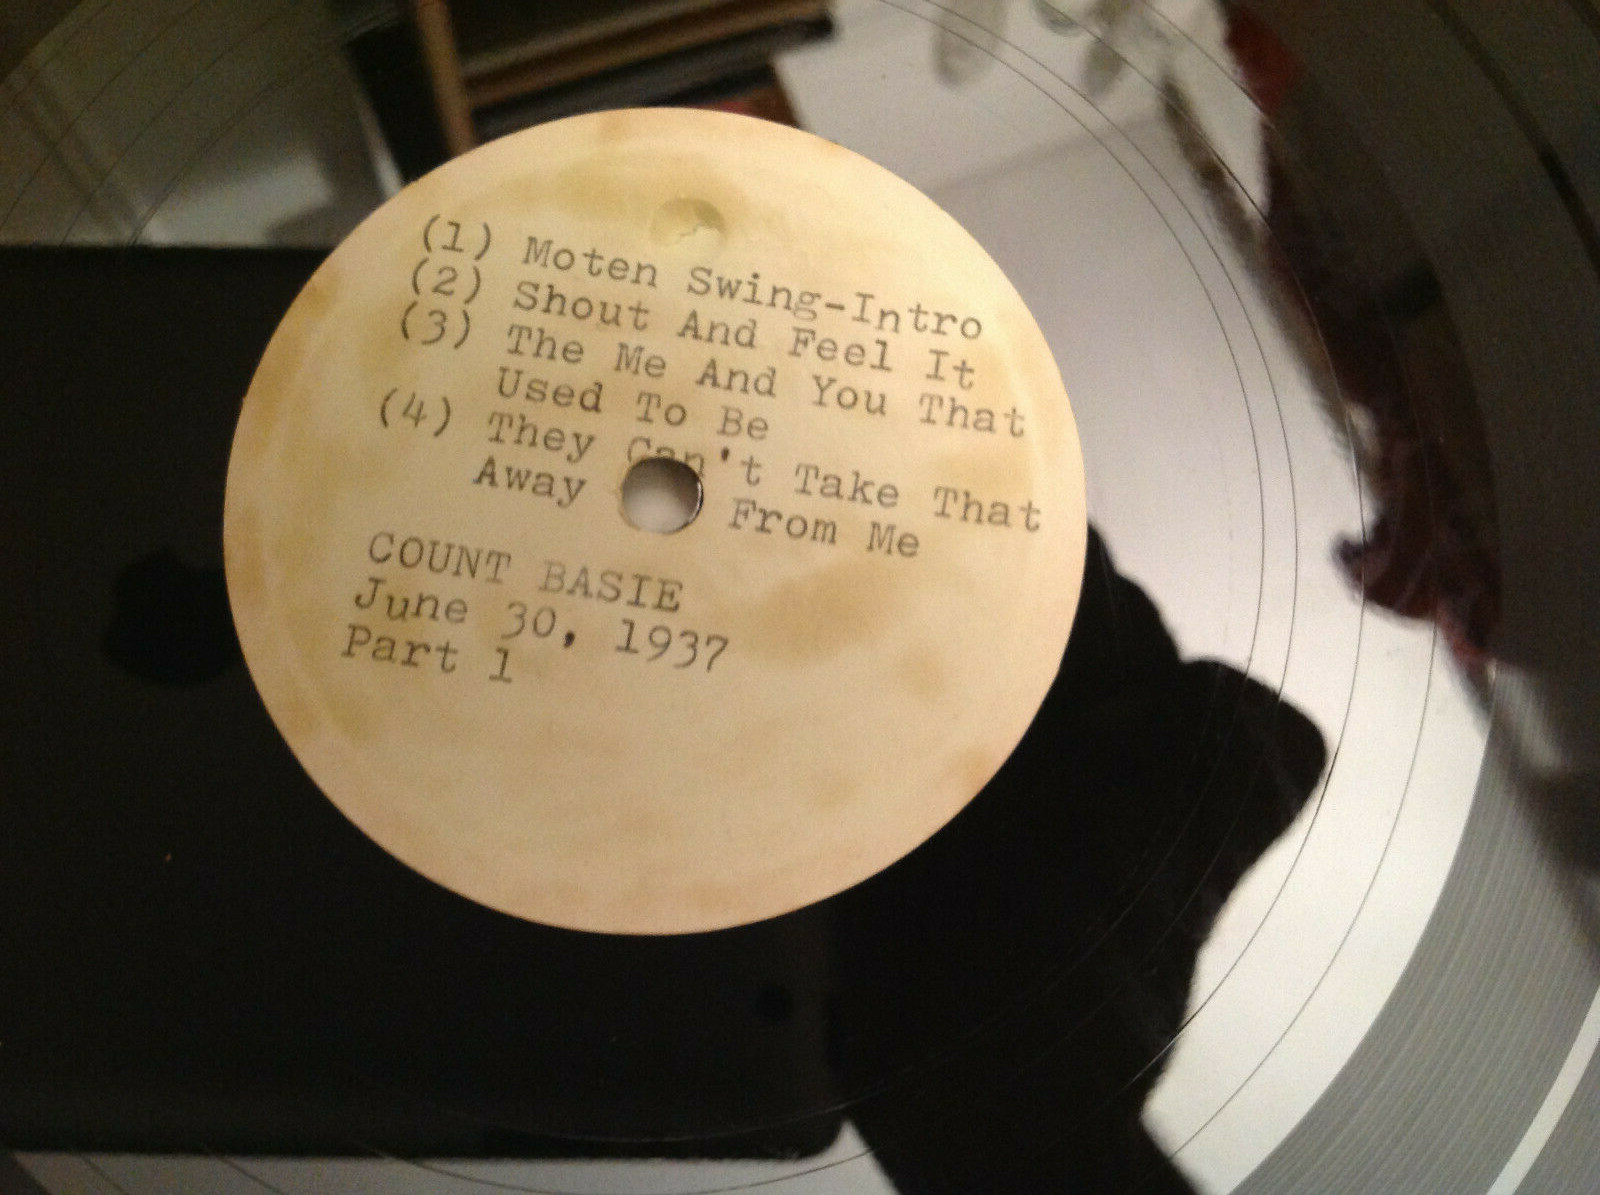 (1) Moten Swing-Intro
(2) Shout And Feel It
(3) The Me And You That
Used To Be
(4) They Can't Take That
Away From Me
COUNT BASIE
June 30, 1937
Part 1